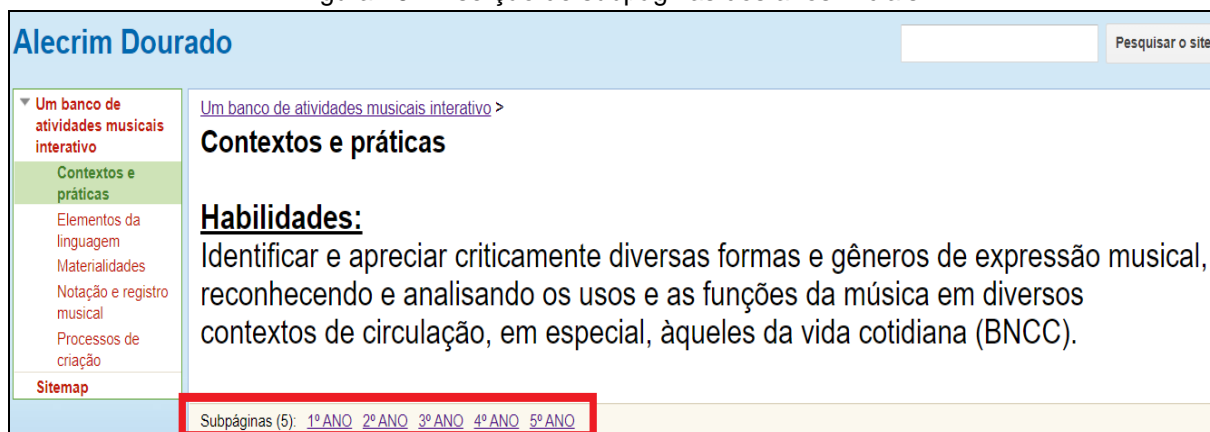 Alecrim Dourado
Pesquisar o site
Um banco de
atividades musicais
interativo
Contextos e
práticas
Elementos da
linguagem
Materialidades
Notação e registro
musical
Processos de
criação
Sitemap
Um banco de atividades musicais interativo >
Contextos e práticas
Habilidades:
Identificar e apreciar criticamente diversas formas e gêneros de expressão musical,
reconhecendo e analisando os usos e as funções da música em diversos
contextos de circulação, em especial, àqueles da vida cotidiana (BNCC).
Subpáginas (5): 1º ANO 2º ANO 3º ANO 4º ANO 5º ANO